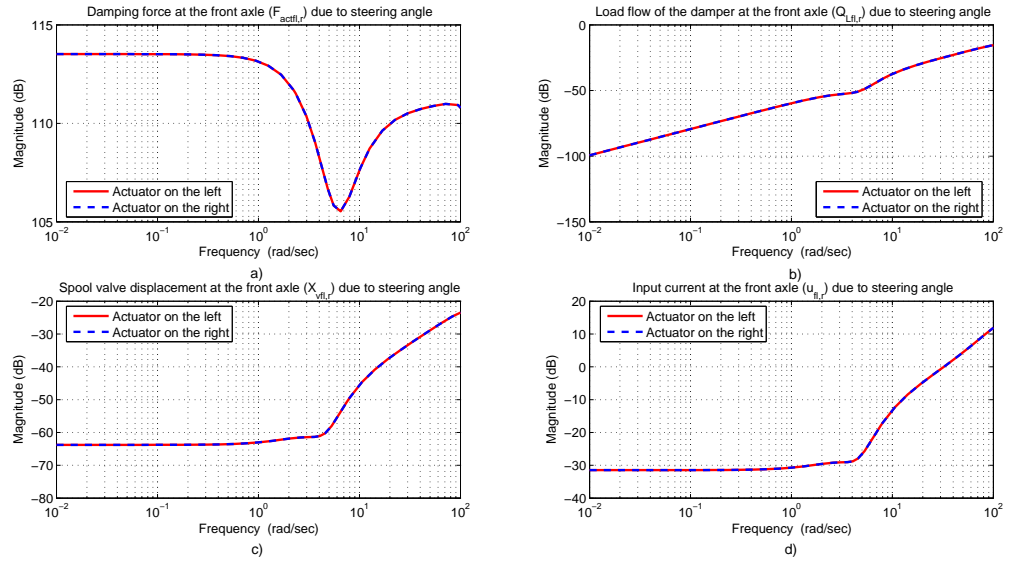 Damping force at the front axle (F_actfl,r) due to steering angle
115
110
105
Magnitude (dB)
Actuator on the left
Actuator on the right
10^-2 10^-1 10^0 10^1 10^2
Frequency (rad/sec)
a)
Load flow of the damper at the front axle (Q_Lfl,r) due to steering angle
0
−50
−100
−150
Magnitude (dB)
Actuator on the left
Actuator on the right
10^-2 10^-1 10^0 10^1 10^2
Frequency (rad/sec)
b)
Spool valve displacement at the front axle (X_vfl,r) due to steering angle
−20
−30
−40
−50
−60
−70
−80
Magnitude (dB)
Actuator on the left
Actuator on the right
10^-2 10^-1 10^0 10^1 10^2
Frequency (rad/sec)
c)
Input current at the front axle (u_fl,r) due to steering angle
20
10
0
−10
−20
−30
−40
Magnitude (dB)
Actuator on the left
Actuator on the right
10^-2 10^-1 10^0 10^1 10^2
Frequency (rad/sec)
d)